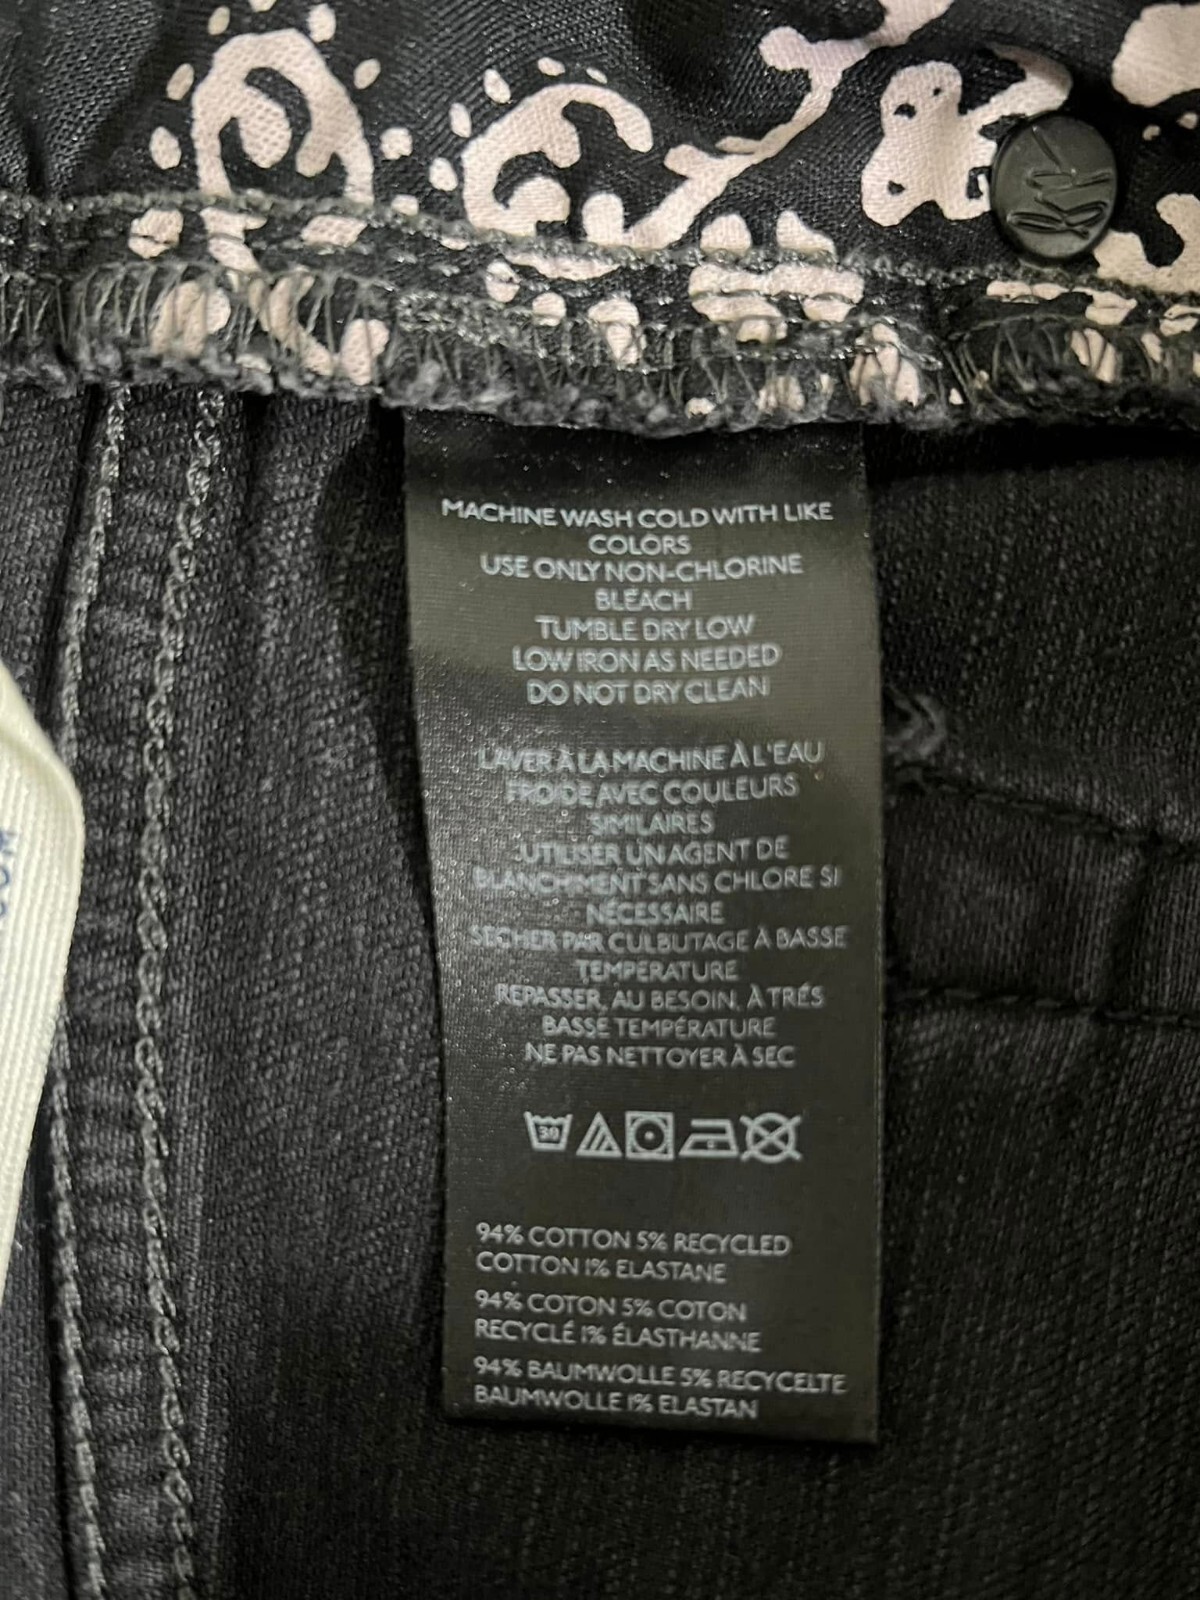 MACHINE WASH COLD WITH LIKE
COLORS
USE ONLY NON-CHLORINE
BLEACH
TUMBLE DRY LOW
LOW IRON AS NEEDED
DO NOT DRY CLEAN
LAVER À LA MACHINE À L'EAU
FROIDE AVEC COULEURS
SIMILAIRES
UTILISER UN AGENT DE
BLANCHIMENT SANS CHLORE SI
NÉCESSAIRE
SÉCHER PAR CULBUTAGE À BASSE
TEMPÉRATURE
REPASSER, AU BESOIN, À TRÉS
BASSE TEMPÉRATURE
NE PAS NETTOYER À SEC
30
94% COTTON 5% RECYCLED
COTTON 1% ELASTANE
94% COTON 5% COTON
RECYCLÉ 1% ÉLASTHANNE
94% BAUMWOLLE 5% RECYCELTE
BAUMWOLLE 1% ELASTAN